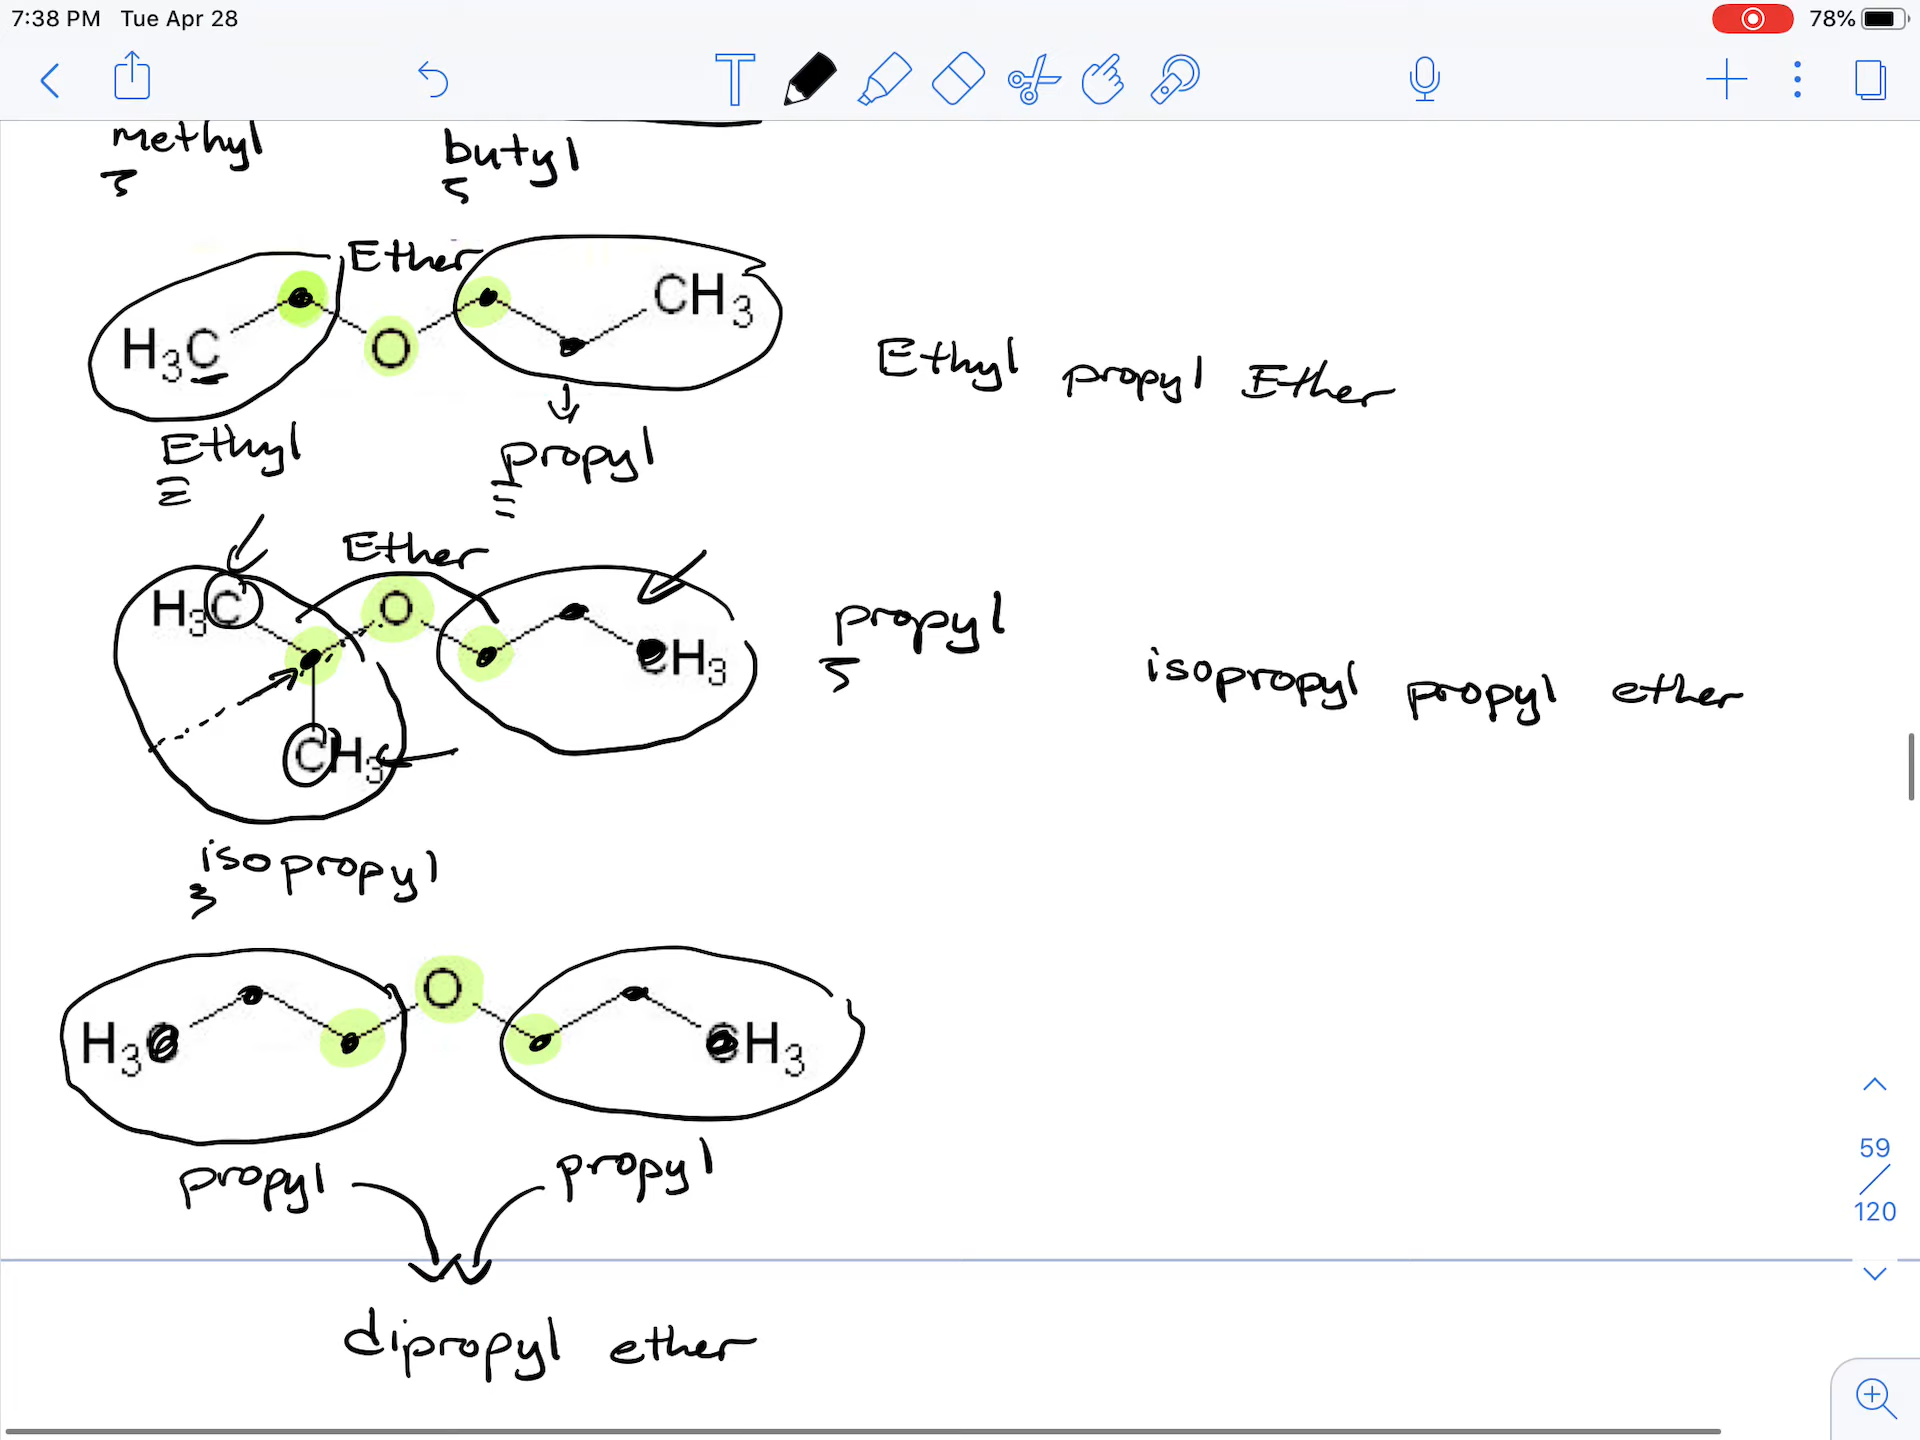 7:38 PM Tue Apr 28
78%
methyl butyl
Ether
H3C O CH3
Ethyl propyl Ether
Ethyl propyl
Ether
H3C O CH3
propyl
isopropyl propyl ether
CH3
isopropyl
O
H3C CH3
59
120
propyl propyl
dipropyl ether